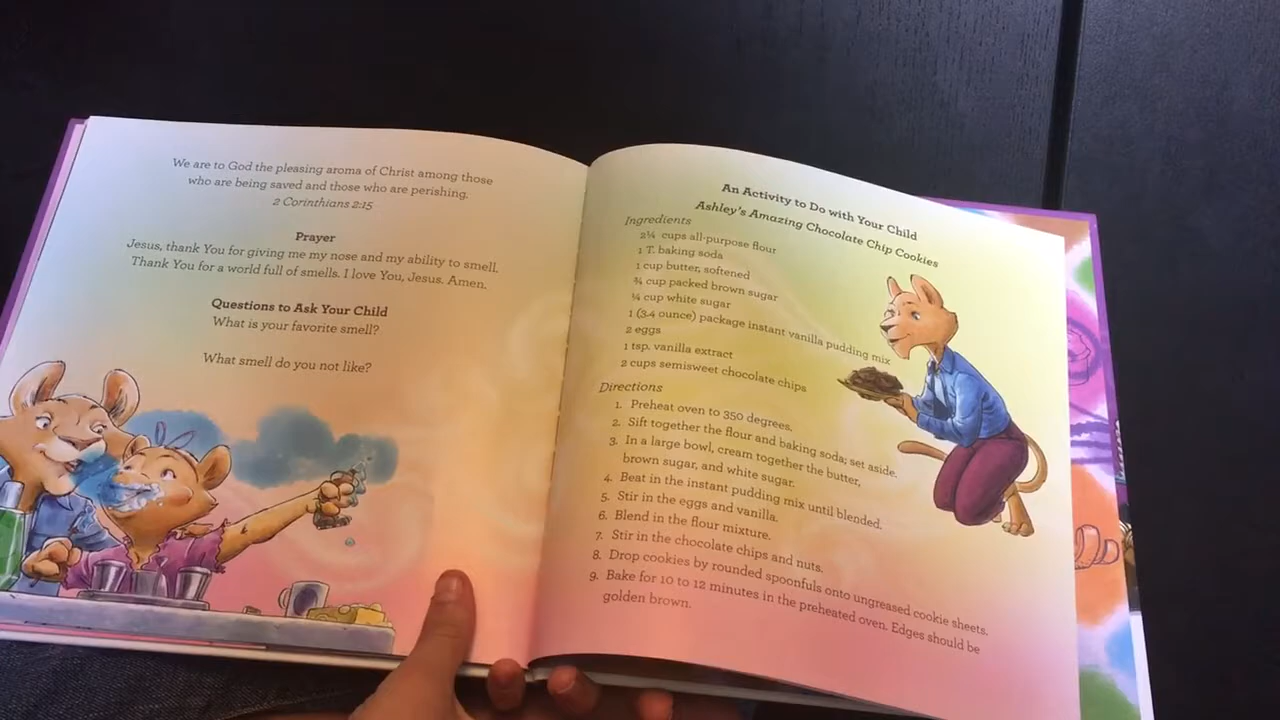 We are to God the pleasing aroma of Christ among those
who are being saved and those who are perishing.
2 Corinthians 2:15
Prayer
Jesus, thank You for giving me my nose and my ability to smell.
Thank You for a world full of smells. I love You, Jesus. Amen.
Questions to Ask Your Child
What is your favorite smell?
What smell do you not like?
An Activity to Do with Your Child
Ashley's Amazing Chocolate Chip Cookies
Ingredients
2¼ cups all-purpose flour
1 T. baking soda
1 cup butter, softened
¾ cup packed brown sugar
¼ cup white sugar
1 (3.4 ounce) package instant vanilla pudding mix
2 eggs
1 tsp. vanilla extract
2 cups semisweet chocolate chips
Directions
1. Preheat oven to 350 degrees.
2. Sift together the flour and baking soda; set aside.
3. In a large bowl, cream together the butter,
brown sugar, and white sugar.
4. Beat in the instant pudding mix until blended.
5. Stir in the eggs and vanilla.
6. Blend in the flour mixture.
7. Stir in the chocolate chips and nuts.
8. Drop cookies by rounded spoonfuls onto ungreased cookie sheets.
9. Bake for 10 to 12 minutes in the preheated oven. Edges should be
golden brown.